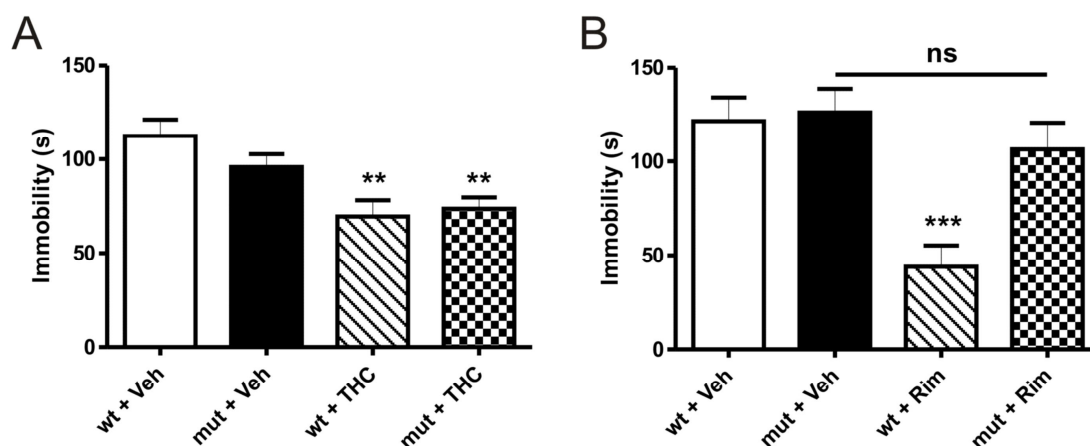 A
Immobility (s)
150
100
50
0
**
**
wt + Veh
mut + Veh
wt + THC
mut + THC
B
Immobility (s)
150
100
50
0
ns
***
wt + Veh
mut + Veh
wt + Rim
mut + Rim